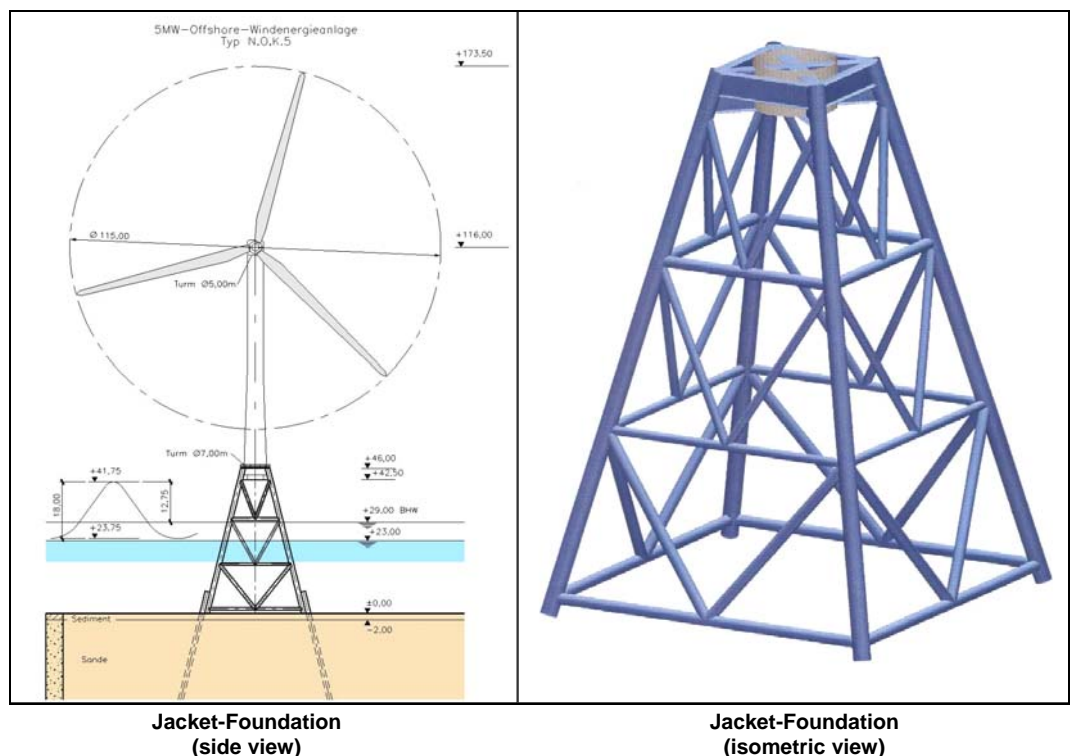 5MW-Offshore-Windenergieanlage
Typ N.O.K.5
+173,50
Ø 115,00
+116,00
Turm Ø5,00m
Turm Ø7,00m
+46,00
+42,50
+41,75
18,00
12,75
+29,00 BHW
+23,75
+23,00
±0,00
Sediment
-2,00
Sande
Jacket-Foundation
(side view)
Jacket-Foundation
(isometric view)